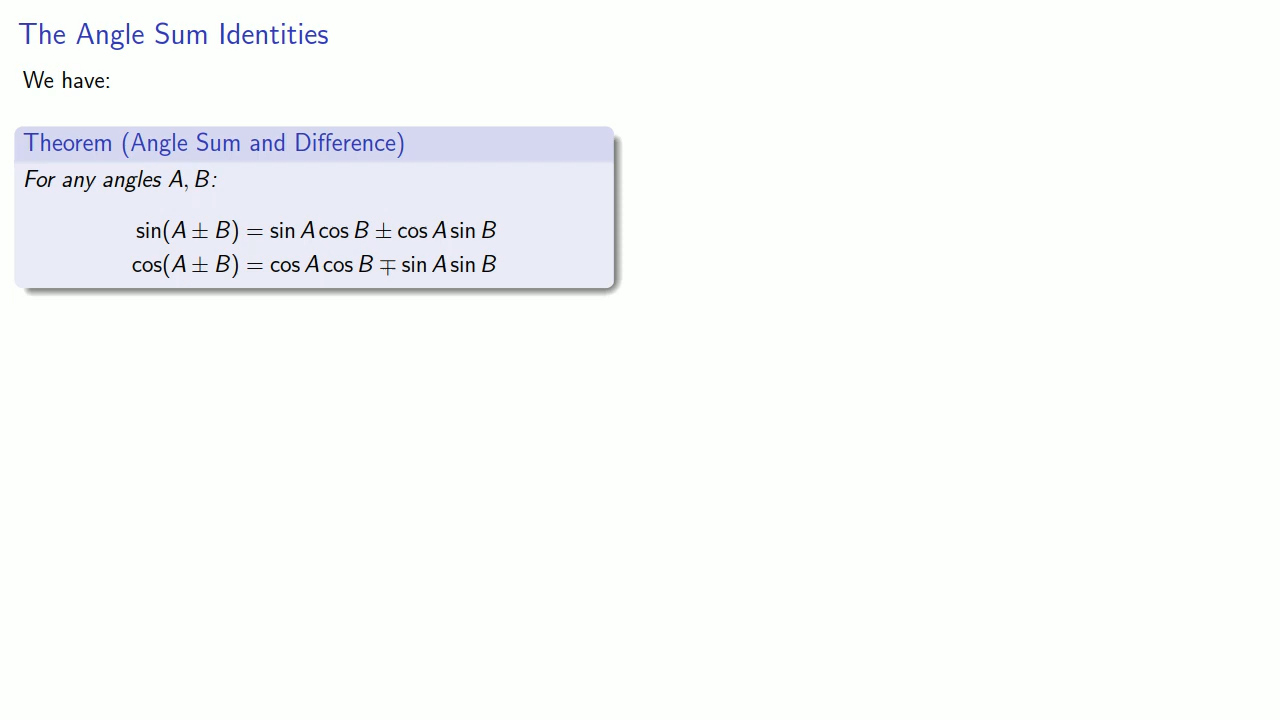 The Angle Sum Identities
We have:
Theorem (Angle Sum and Difference)
For any angles A, B:
sin(A ± B) = sin A cos B ± cos A sin B
cos(A ± B) = cos A cos B ∓ sin A sin B